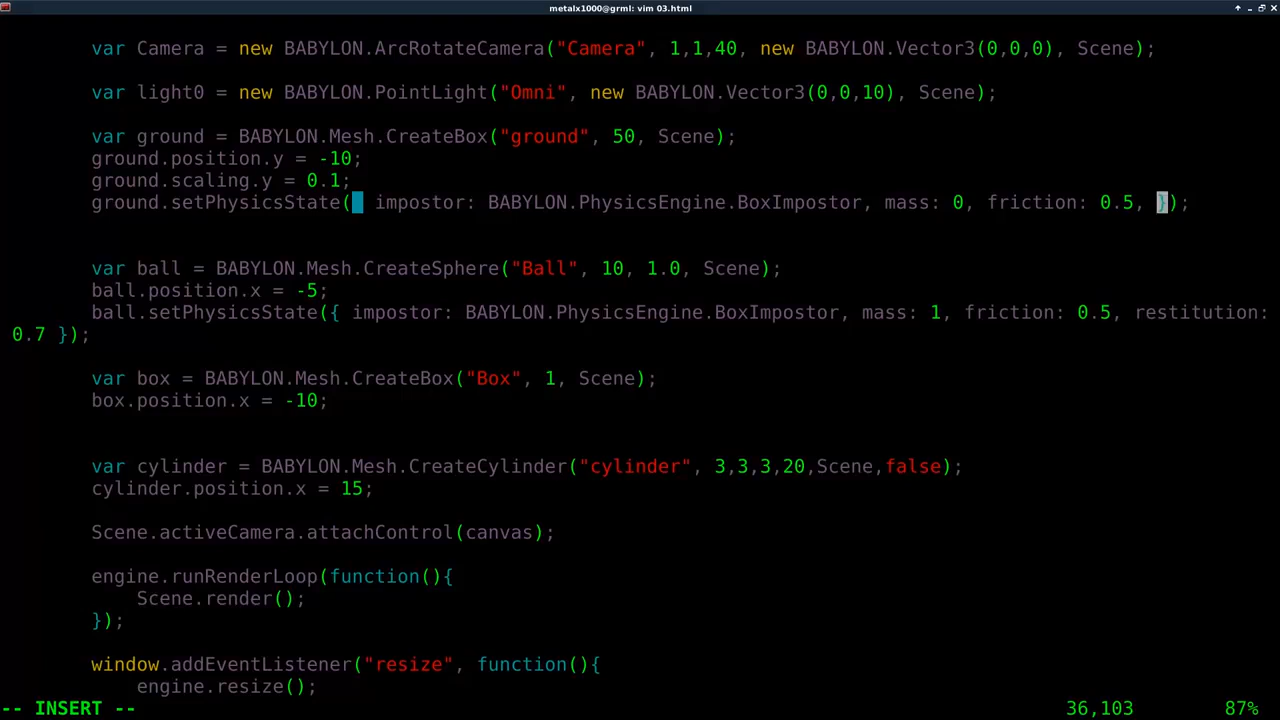 metalx1000@grml: vim 03.html
var Camera = new BABYLON.ArcRotateCamera("Camera", 1,1,40, new BABYLON.Vector3(0,0,0), Scene);
var light0 = new BABYLON.PointLight("Omni", new BABYLON.Vector3(0,0,10), Scene);
var ground = BABYLON.Mesh.CreateBox("ground", 50, Scene);
ground.position.y = -10;
ground.scaling.y = 0.1;
ground.setPhysicsState({ impostor: BABYLON.PhysicsEngine.BoxImpostor, mass: 0, friction: 0.5, });
var ball = BABYLON.Mesh.CreateSphere("Ball", 10, 1.0, Scene);
ball.position.x = -5;
ball.setPhysicsState({ impostor: BABYLON.PhysicsEngine.BoxImpostor, mass: 1, friction: 0.5, restitution:
0.7 });
var box = BABYLON.Mesh.CreateBox("Box", 1, Scene);
box.position.x = -10;
var cylinder = BABYLON.Mesh.CreateCylinder("cylinder", 3,3,3,20,Scene,false);
cylinder.position.x = 15;
Scene.activeCamera.attachControl(canvas);
engine.runRenderLoop(function(){
Scene.render();
});
window.addEventListener("resize", function(){
engine.resize();
-- INSERT -- 36,103 87%